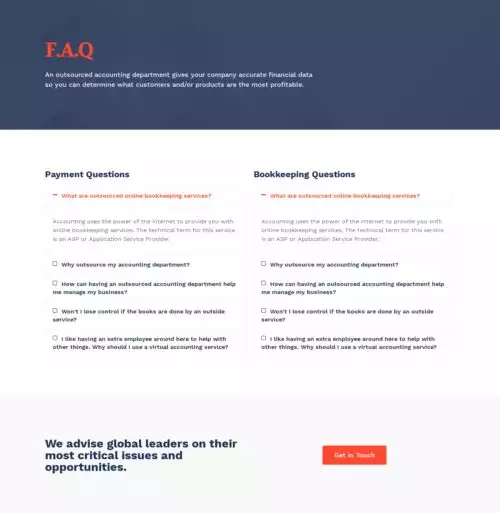 F.A.Q
An outsourced accounting department gives your company accurate financial data
so you can determine what customers and/or products are the most profitable.
Payment Questions
What are outsourced online bookkeeping services?
Accounting uses the power of the Internet to provide you with
online bookkeeping services. The technical term for this service
is an ASP or Application Service Provider.
Why outsource my accounting department?
How can having an outsourced accounting department help
me manage my business?
Won't I lose control if the books are done by an outside
service?
I like having an extra employee around here to help with
other things. Why should I use a virtual accounting service?
Bookkeeping Questions
What are outsourced online bookkeeping services?
Accounting uses the power of the Internet to provide you with
online bookkeeping services. The technical term for this service
is an ASP or Application Service Provider.
Why outsource my accounting department?
How can having an outsourced accounting department help
me manage my business?
Won't I lose control if the books are done by an outside
service?
I like having an extra employee around here to help with
other things. Why should I use a virtual accounting service?
We advise global leaders on their
most critical issues and
opportunities.
Get in Touch